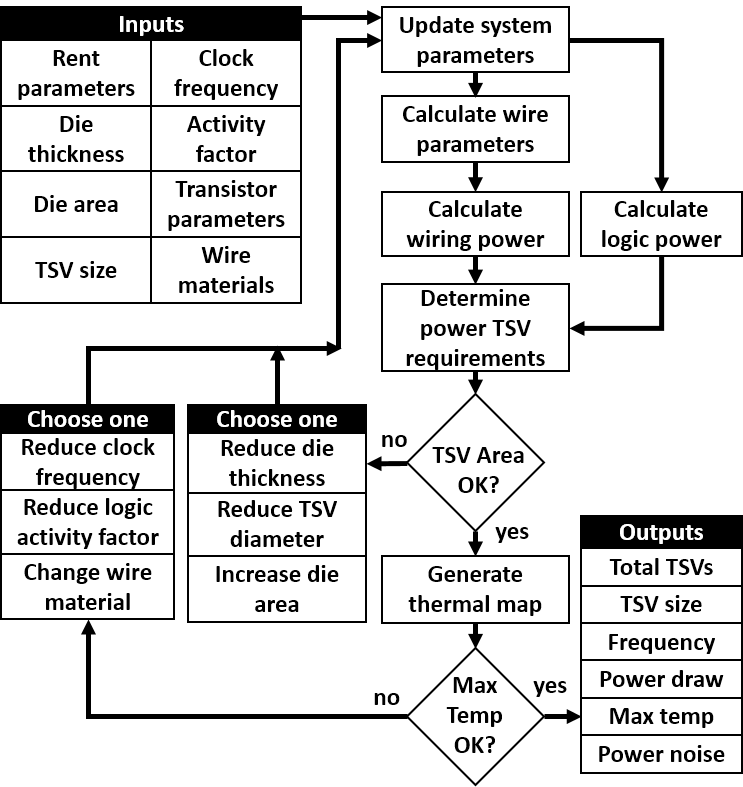 Inputs
Rent
parameters
Clock
frequency
Die
thickness
Activity
factor
Die area
Transistor
parameters
TSV size
Wire
materials
Update system
parameters
Calculate wire
parameters
Calculate
wiring power
Calculate
logic power
Determine
power TSV
requirements
TSV Area
OK?
no
yes
Choose one
Reduce clock
frequency
Reduce logic
activity factor
Change wire
material
Choose one
Reduce die
thickness
Reduce TSV
diameter
Increase die
area
Generate
thermal map
Max
Temp
OK?
no
yes
Outputs
Total TSVs
TSV size
Frequency
Power draw
Max temp
Power noise